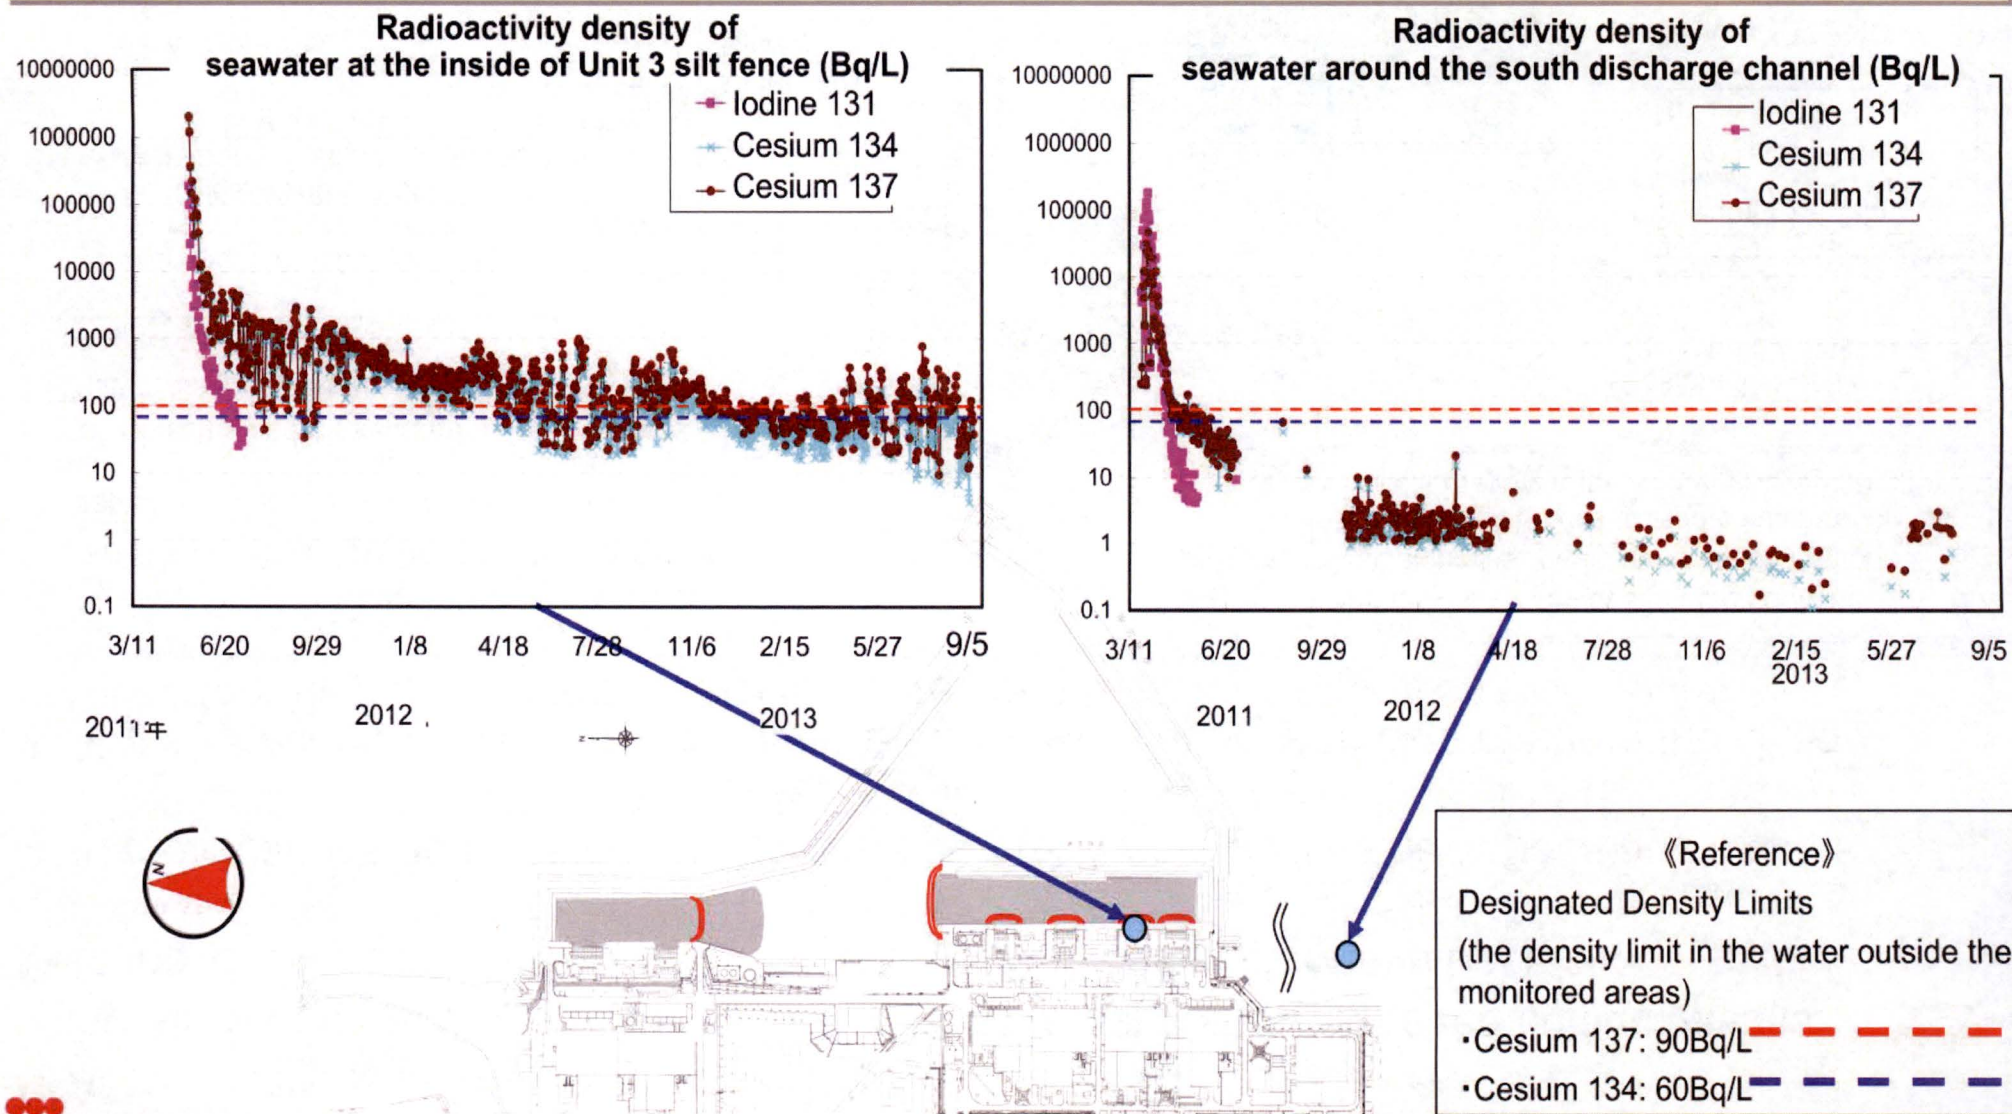 Radioactivity density of
seawater at the inside of Unit 3 silt fence (Bq/L)
10000000
1000000
100000
10000
1000
100
10
1
0.1
Iodine 131
Cesium 134
Cesium 137
3/11 6/20 9/29 1/8 4/18 7/28 11/6 2/15 5/27 9/5
2011年 2012 2013
Radioactivity density of
seawater around the south discharge channel (Bq/L)
10000000
1000000
100000
10000
1000
100
10
1
0.1
Iodine 131
Cesium 134
Cesium 137
3/11 6/20 9/29 1/8 4/18 7/28 11/6 2/15 5/27 9/5
2013
2011 2012
Z
N
《Reference》
Designated Density Limits
(the density limit in the water outside the
monitored areas)
・Cesium 137: 90Bq/L
・Cesium 134: 60Bq/L